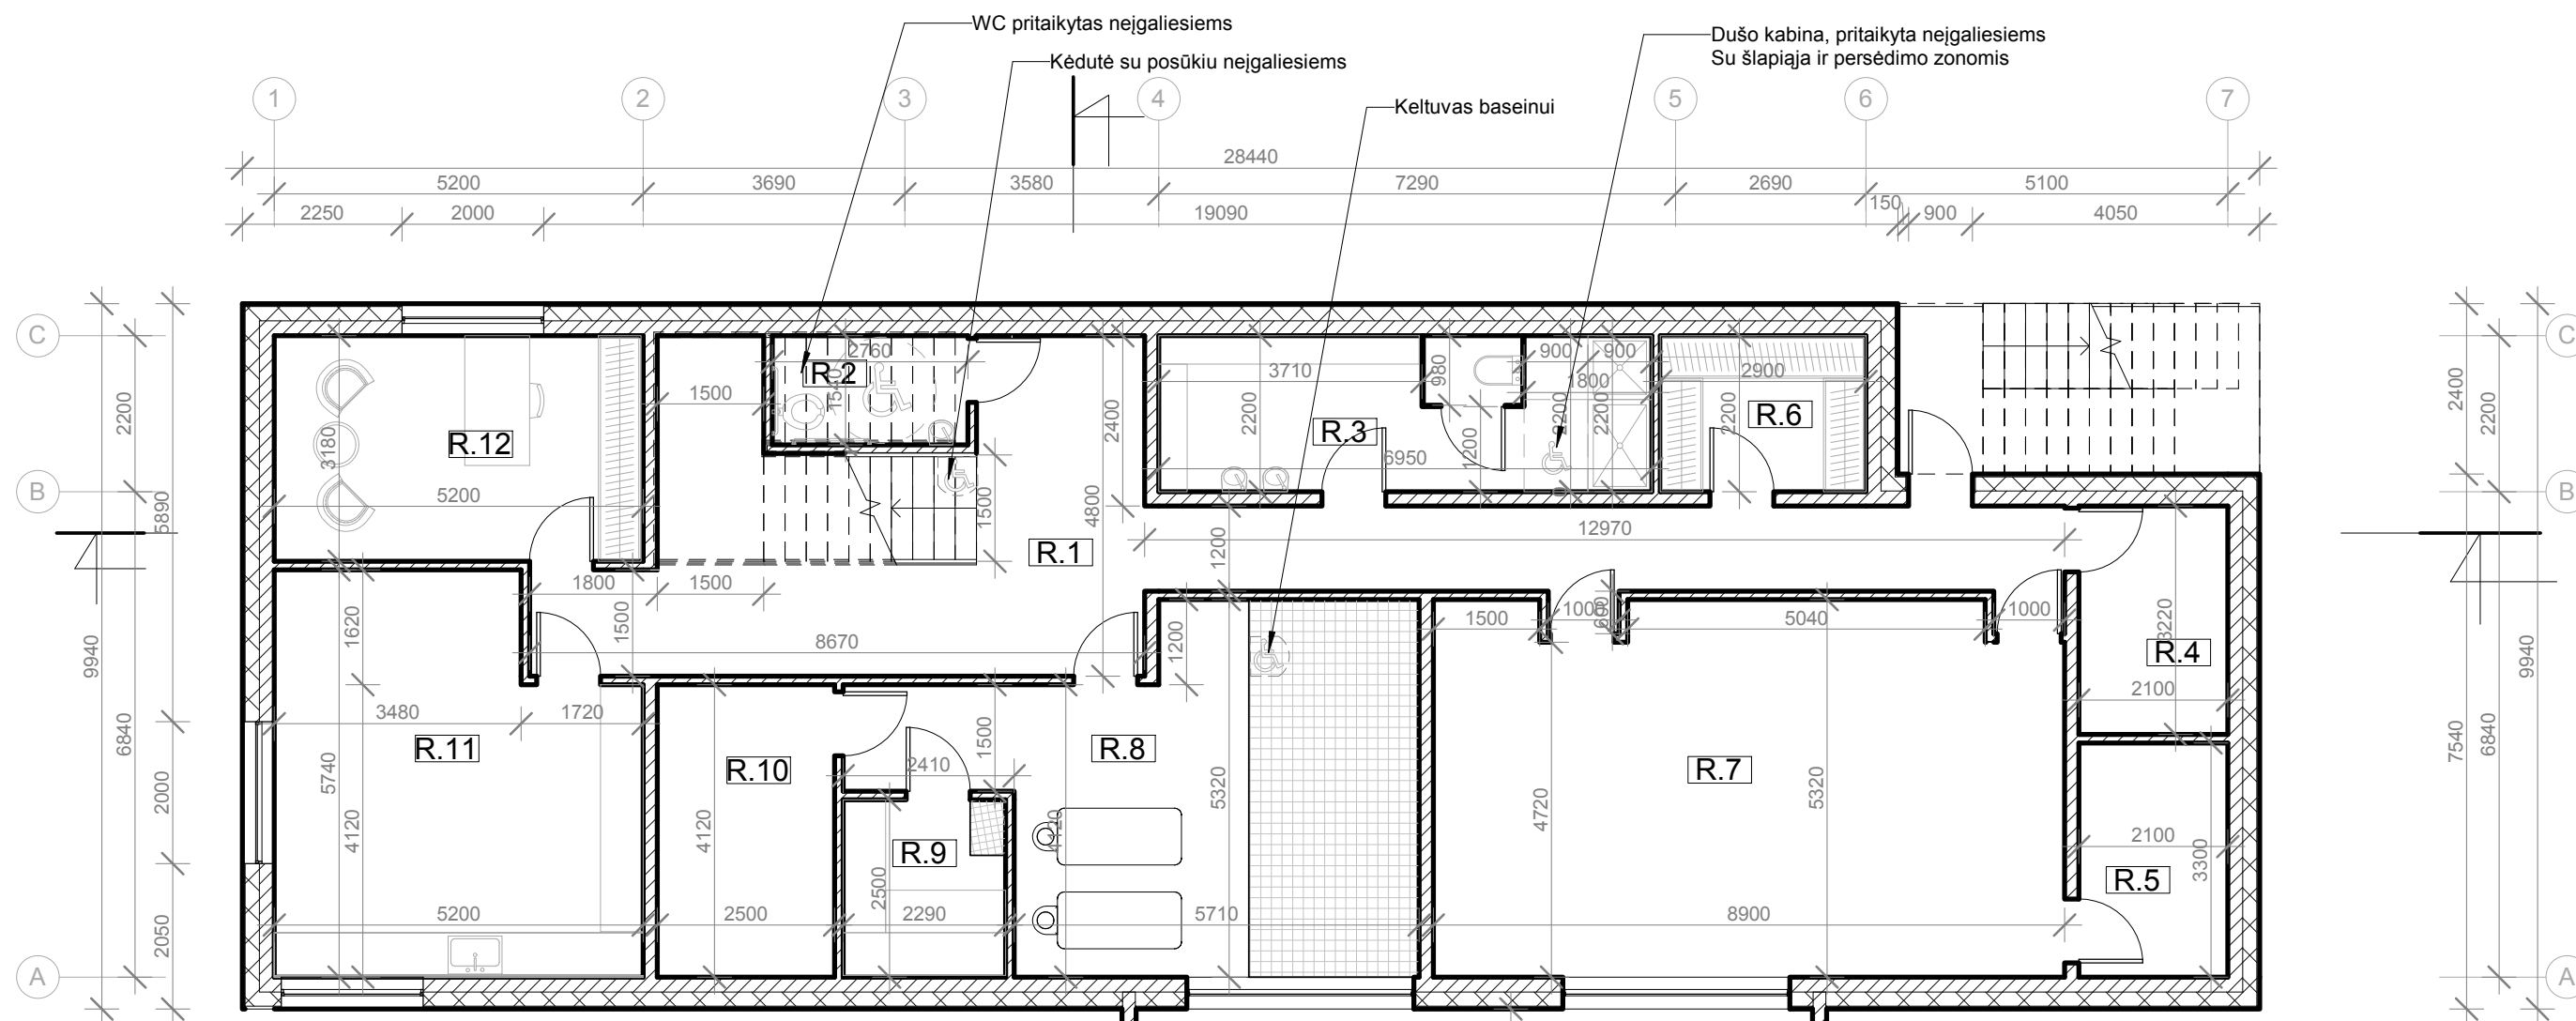 WC pritaikytas neįgaliesiems
Dušo kabina, pritaikyta neįgaliesiems
Su šlapiąja ir persėdimo zonomis
Kėdutė su posūkiu neįgaliesiems
Keltuvas baseinui
1 2 3 4 5 6 7
28440
5200 3690 3580 7290 2690 5100
2250 2000 19090 150 900 4050
C C
B B
A A
2200 6840 9940
5890 2000 2050
2400 7540
2200 6840 9940
R.12
3180
5200
1800
1500
1500
1500
R.2
2760
1540
1500
2400
4800
R.1
8670
1200
12970
3710
2200
R.3
6950
980
1200
900 900
1800
2200
2200
R.6
2900
2200
R.11
1620
3480 1720
5740
4120
5200
R.10
4120
2500
R.9
2410
1500
2500
2290
R.8
1200
4120
5320
5710
R.7
1500 1000 600 5040 1000
4720
5320
8900
R.4
3220
2100
R.5
2100
3300